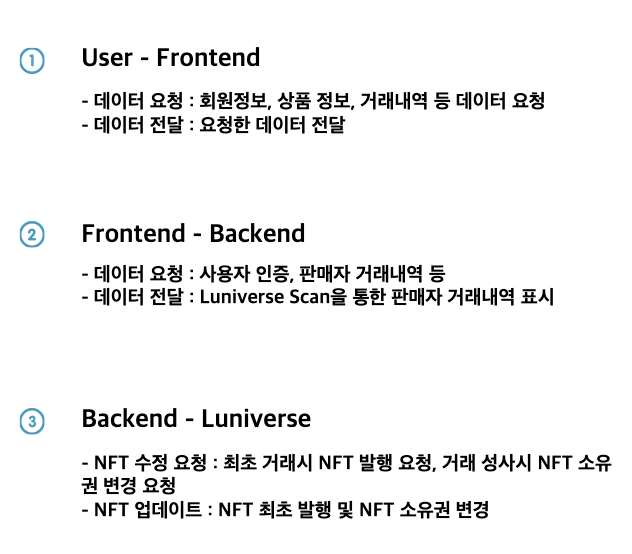 1 User - Frontend
- 데이터 요청 : 회원정보, 상품 정보, 거래내역 등 데이터 요청
- 데이터 전달 : 요청한 데이터 전달
2 Frontend - Backend
- 데이터 요청 : 사용자 인증, 판매자 거래내역 등
- 데이터 전달 : Luniverse Scan을 통한 판매자 거래내역 표시
3 Backend - Luniverse
- NFT 수정 요청 : 최초 거래시 NFT 발행 요청, 거래 성사시 NFT 소유
권 변경 요청
- NFT 업데이트 : NFT 최초 발행 및 NFT 소유권 변경